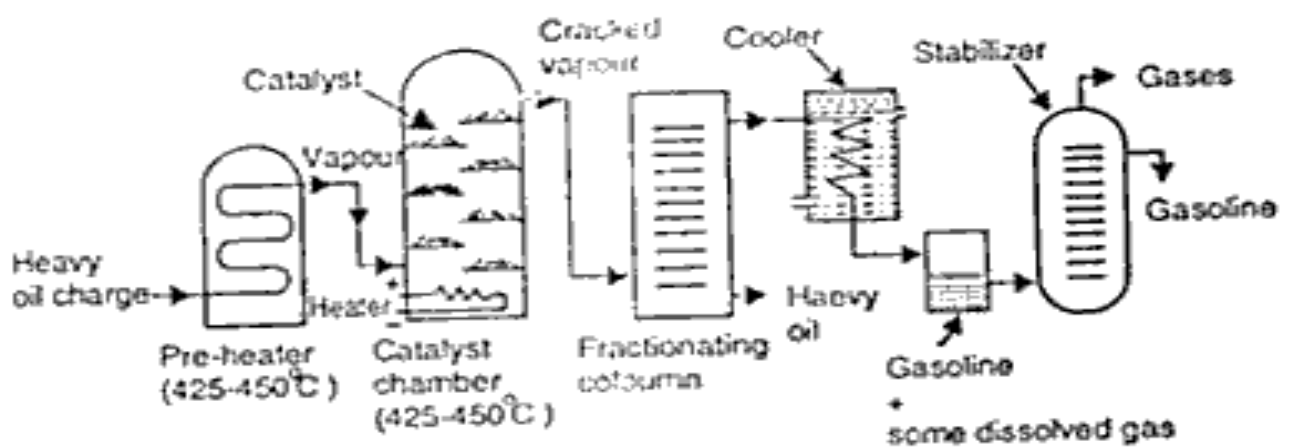 Cracked
vapour
Cooler
Stabilizer
Gases
Catalyst
Vapour
Gasoline
Heavy
oil charge
+
Heater
-
Haevy
oil
Pre-heater
(425-450°C)
Catalyst
chamber
(425-450°C)
Fractionating
coloumn
Gasoline
+
some dissolved gas